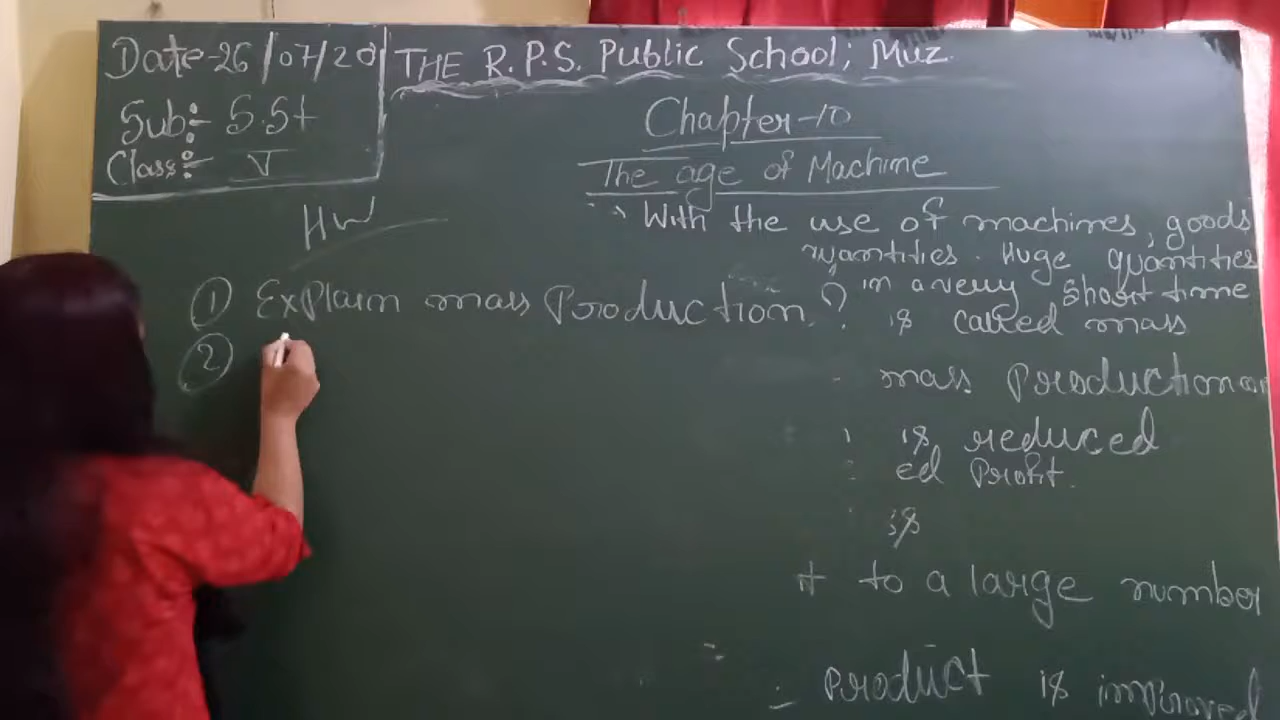 Date-26/07/20
Sub:- S.St
Class:- V
THE R.P.S. Public School; Muz.
Chapter-10
The age of Machine
HW
With the use of machines, goods
quantities. Huge quantities
in a very short time
is called mass
① Explain mass Production ?
②
mass Production
is reduced
ed Profit.
is
it to a large number
product is improved